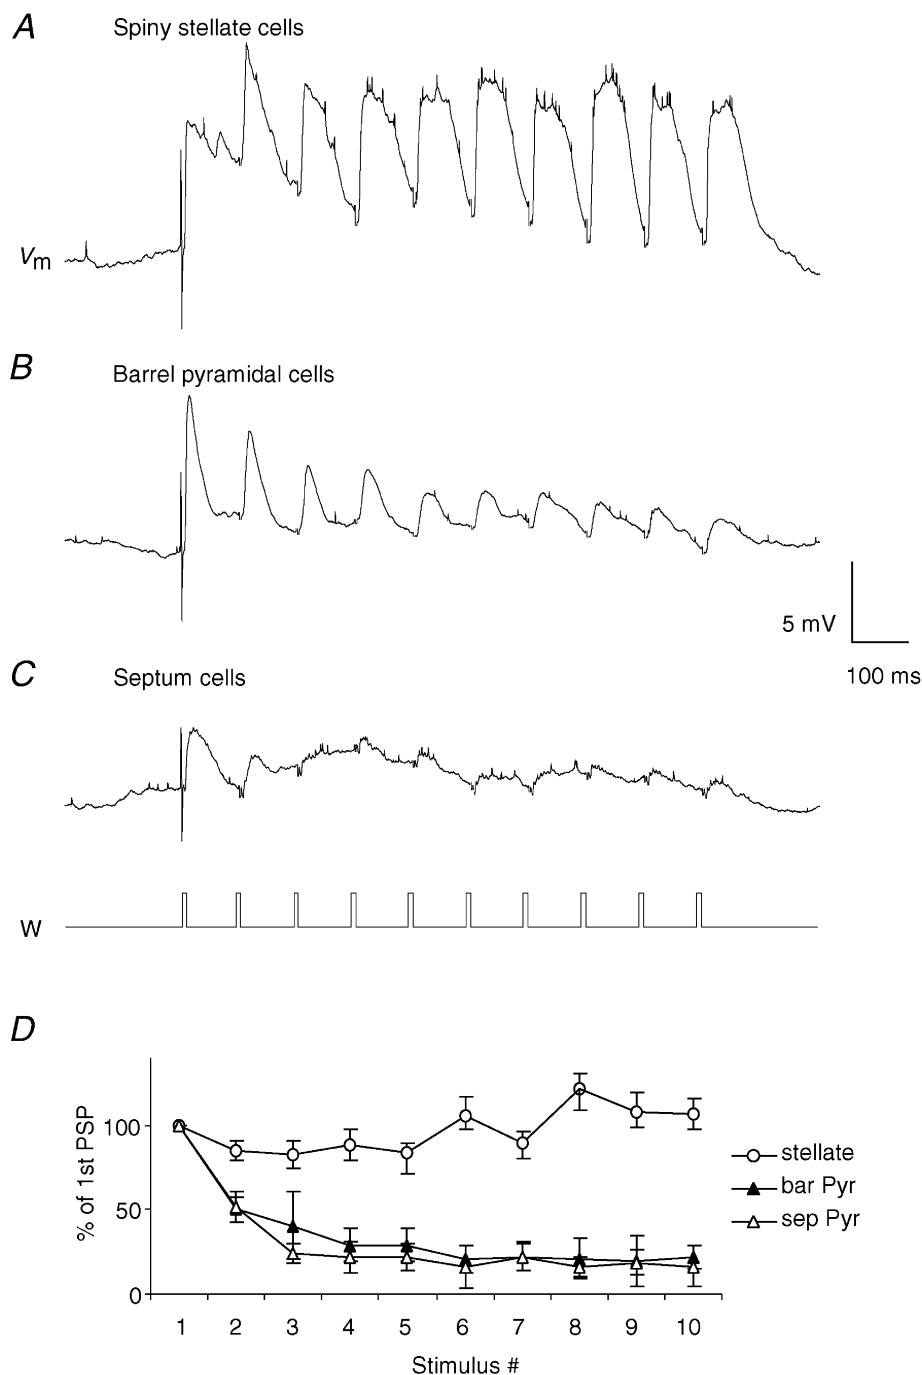 A
Spiny stellate cells
Vm
B
Barrel pyramidal cells
5 mV
100 ms
C
Septum cells
W
D
% of 1st PSP
100
50
0
stellate
bar Pyr
sep Pyr
1 2 3 4 5 6 7 8 9 10
Stimulus #